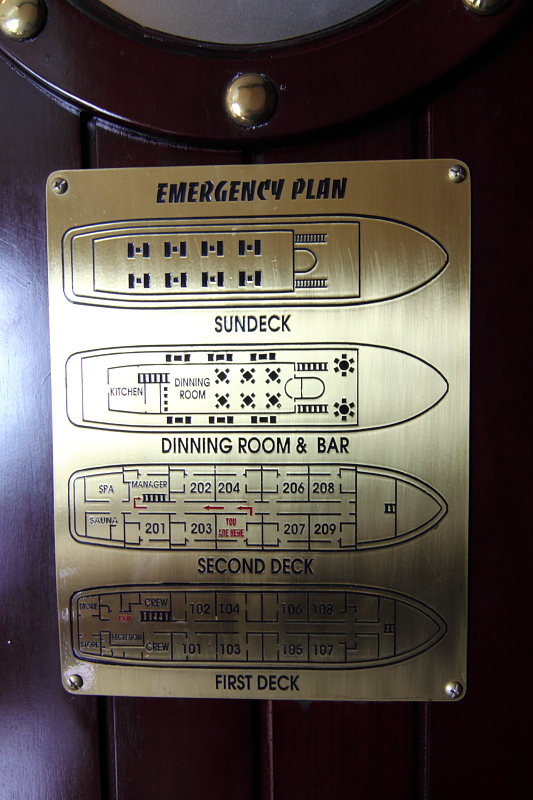 EMERGENCY PLAN
SUNDECK
KITCHEN
DINNING
ROOM
DINNING ROOM & BAR
SPA
MANAGER
202 204 206 208
SAUNA
201 203 YOU ARE HERE 207 209
SECOND DECK
STORE
CREW
102 104 106 108
STORE
RECEPTION
CREW
101 103 105 107
FIRST DECK